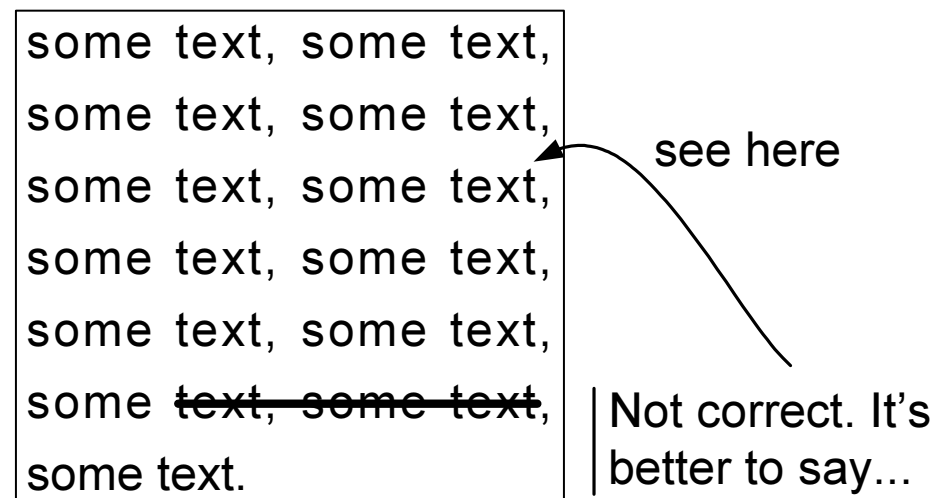 some text, some text,
some text, some text,
some text, some text,
some text, some text,
some text, some text,
some text, some text,
some text.
see here
Not correct. It's
better to say...